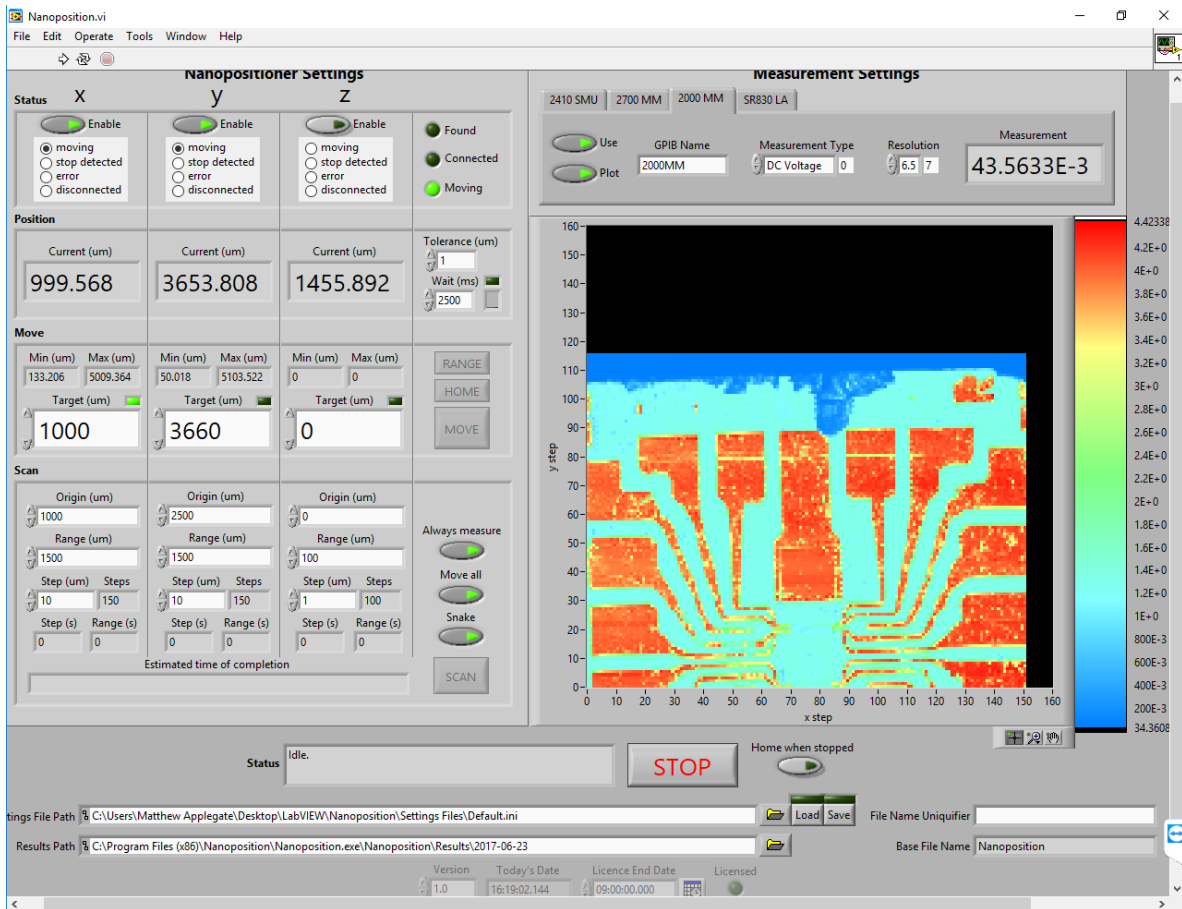 Nanoposition.vi
File Edit Operate Tools Window Help
Nanopositioner Settings
Status X y Z
Enable Enable Enable
moving moving moving
stop detected stop detected stop detected
error error error
disconnected disconnected disconnected
Found
Connected
Moving
Position
Current (um) Current (um) Current (um)
999.568 3653.808 1455.892
Tolerance (um)
1
Wait (ms)
2500
Move
Min (um) Max (um) Min (um) Max (um) Min (um) Max (um)
133.206 5009.364 50.018 5103.522 0 0
Target (um) Target (um) Target (um)
1000 3660 0
RANGE
HOME
MOVE
Scan
Origin (um) Origin (um) Origin (um)
1000 2500 0
Range (um) Range (um) Range (um)
1500 1500 100
Step (um) Steps Step (um) Steps Step (um) Steps
10 150 10 150 1 100
Step (s) Range (s) Step (s) Range (s) Step (s) Range (s)
0 0 0 0 0 0
Estimated time of completion
Always measure
Move all
Snake
SCAN
Measurement Settings
2410 SMU 2700 MM 2000 MM SR830 LA
Use
Plot
GPIB Name
2000MM
Measurement Type
DC Voltage 0
Resolution
6.5 7
Measurement
43.5633E-3
160
150
140
130
120
110
100
90
80
70
60
50
40
30
20
10
0
y step
0 10 20 30 40 50 60 70 80 90 100 110 120 130 140 150 160
x step
4.42338
4.2E+0
4E+0
3.8E+0
3.6E+0
3.4E+0
3.2E+0
3E+0
2.8E+0
2.6E+0
2.4E+0
2.2E+0
2E+0
1.8E+0
1.6E+0
1.4E+0
1.2E+0
1E+0
800E-3
600E-3
400E-3
200E-3
34.3608
Status Idle.
STOP
Home when stopped
tings File Path C:\Users\Matthew Applegate\Desktop\LabVIEW\Nanoposition\Settings Files\Default.ini
Load Save
File Name Uniquifier
Results Path C:\Program Files (x86)\Nanoposition\Nanoposition.exe\Nanoposition\Results\2017-06-23
Base File Name Nanoposition
Version Today's Date Licence End Date Licensed
1.0 16:19:02.144 09:00:00.000